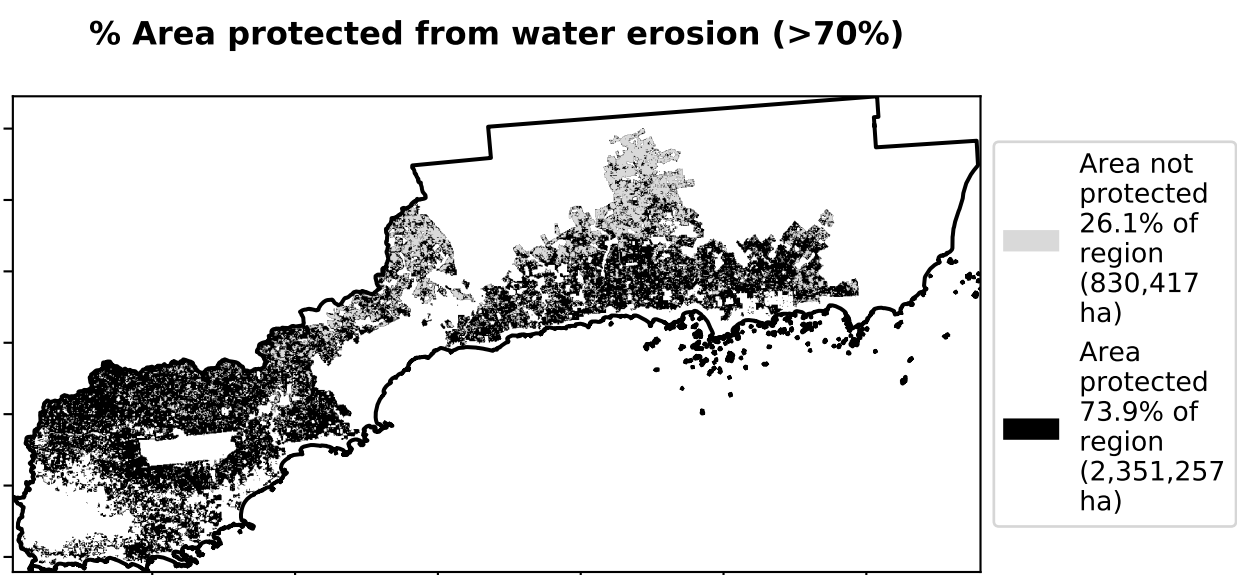 % Area protected from water erosion (>70%)
Area not
protected
26.1% of
region
(830,417
ha)
Area
protected
73.9% of
region
(2,351,257
ha)